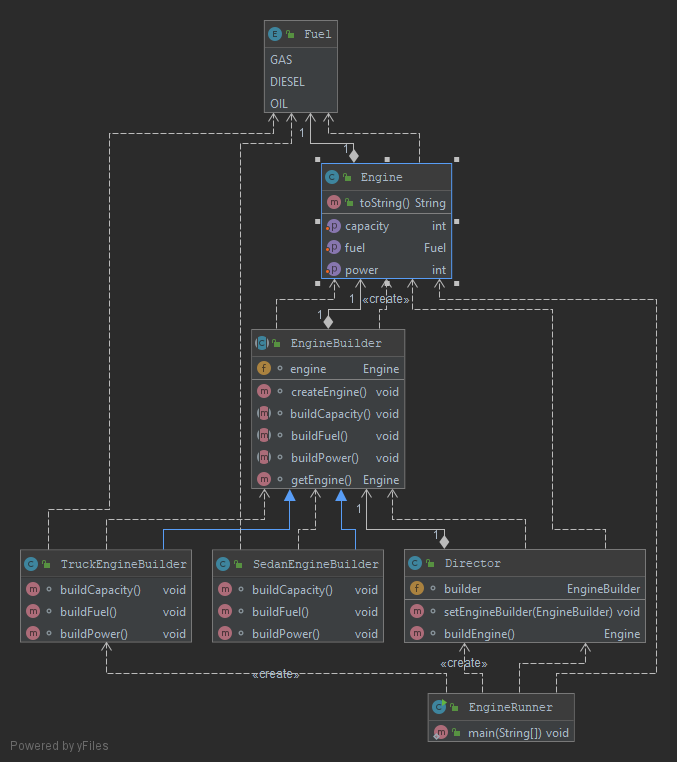 E Fuel
GAS
DIESEL
OIL
1
1
C Engine
m toString() String
p capacity int
p fuel Fuel
p power int
1 «create»
1
C EngineBuilder
f engine Engine
m createEngine() void
m buildCapacity() void
m buildFuel() void
m buildPower() void
m getEngine() Engine
1
1
C TruckEngineBuilder
m buildCapacity() void
m buildFuel() void
m buildPower() void
C SedanEngineBuilder
m buildCapacity() void
m buildFuel() void
m buildPower() void
C Director
f builder EngineBuilder
m setEngineBuilder(EngineBuilder) void
m buildEngine() Engine
«create»
«create»
C EngineRunner
m main(String[]) void
Powered by yFiles